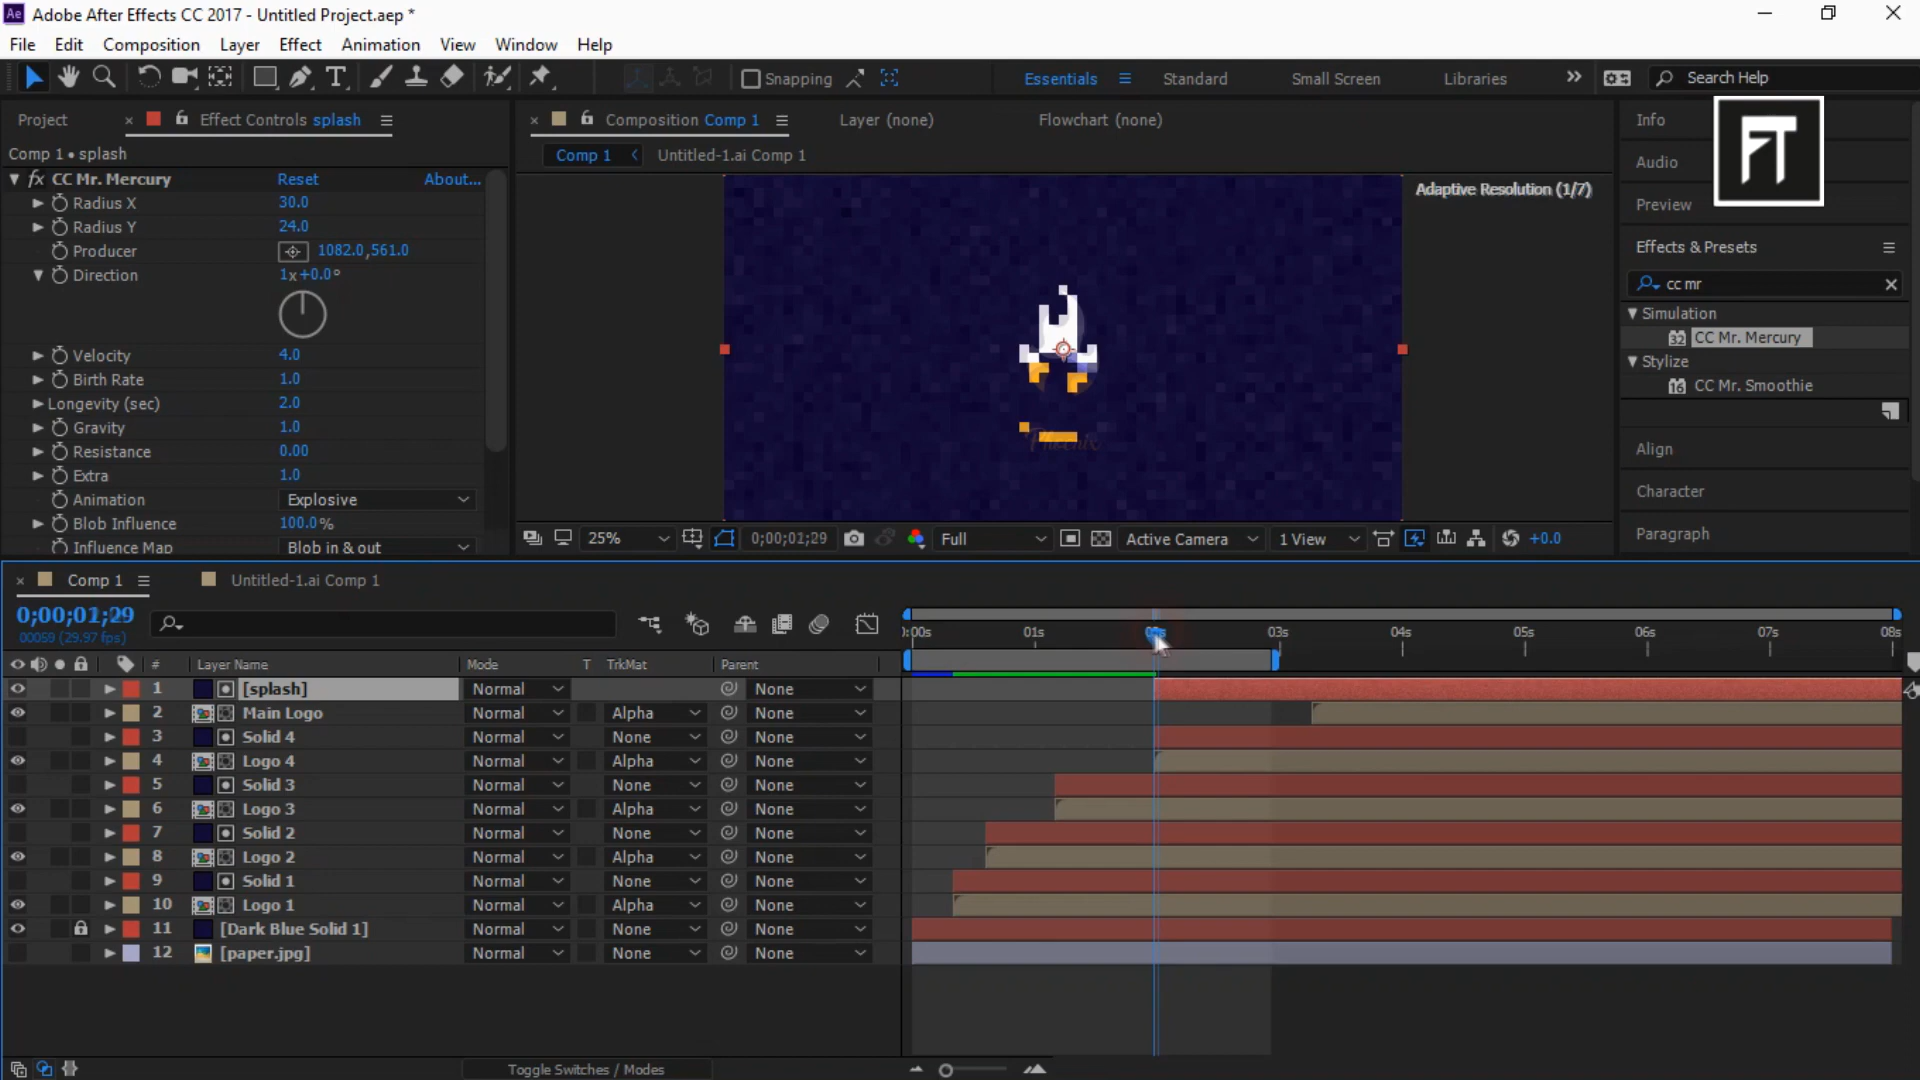 Ae Adobe After Effects CC 2017 - Untitled Project.aep *
File Edit Composition Layer Effect Animation View Window Help
Snapping Essentials Standard Small Screen Libraries Search Help
Project Effect Controls splash Composition Comp 1 Layer (none) Flowchart (none) Info
FT
Comp 1 • splash
Comp 1 Untitled-1.ai Comp 1
Audio
fx CC Mr. Mercury Reset About...
Adaptive Resolution (1/7)
Radius X 30.0
Preview
Radius Y 24.0
Producer 1082.0,561.0
Effects & Presets
Direction 1x+0.0°
cc mr
Simulation
CC Mr. Mercury
Velocity 4.0
Stylize
Birth Rate 1.0
CC Mr. Smoothie
Longevity (sec) 2.0
Gravity 1.0
Phoenix
Resistance 0.00
Align
Extra 1.0
Character
Animation Explosive
Blob Influence 100.0%
Paragraph
Influence Map Blob in & out
25% 0;00;01;29 Full Active Camera 1 View +0.0
Comp 1 Untitled-1.ai Comp 1
0;00;01;29
00059 (29.97 fps)
0:00s 01s 02s 03s 04s 05s 06s 07s 08s
# Layer Name Mode T TrkMat Parent
1 [splash] Normal None
2 Main Logo Normal Alpha None
3 Solid 4 Normal None None
4 Logo 4 Normal Alpha None
5 Solid 3 Normal None None
6 Logo 3 Normal Alpha None
7 Solid 2 Normal None None
8 Logo 2 Normal Alpha None
9 Solid 1 Normal None None
10 Logo 1 Normal Alpha None
11 [Dark Blue Solid 1] Normal None None
12 [paper.jpg] Normal None None
Toggle Switches / Modes